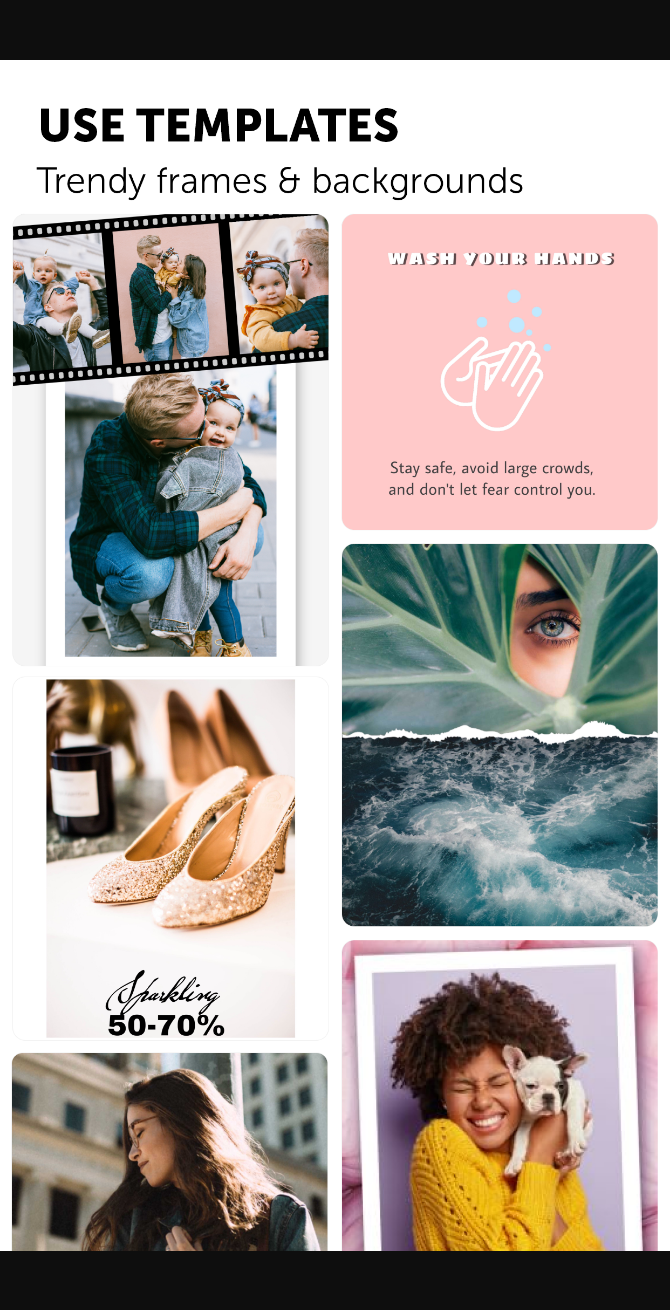 USE TEMPLATES
Trendy frames & backgrounds
WASH YOUR HANDS
Stay safe, avoid large crowds,
and don't let fear control you.
Sparkling
50-70%